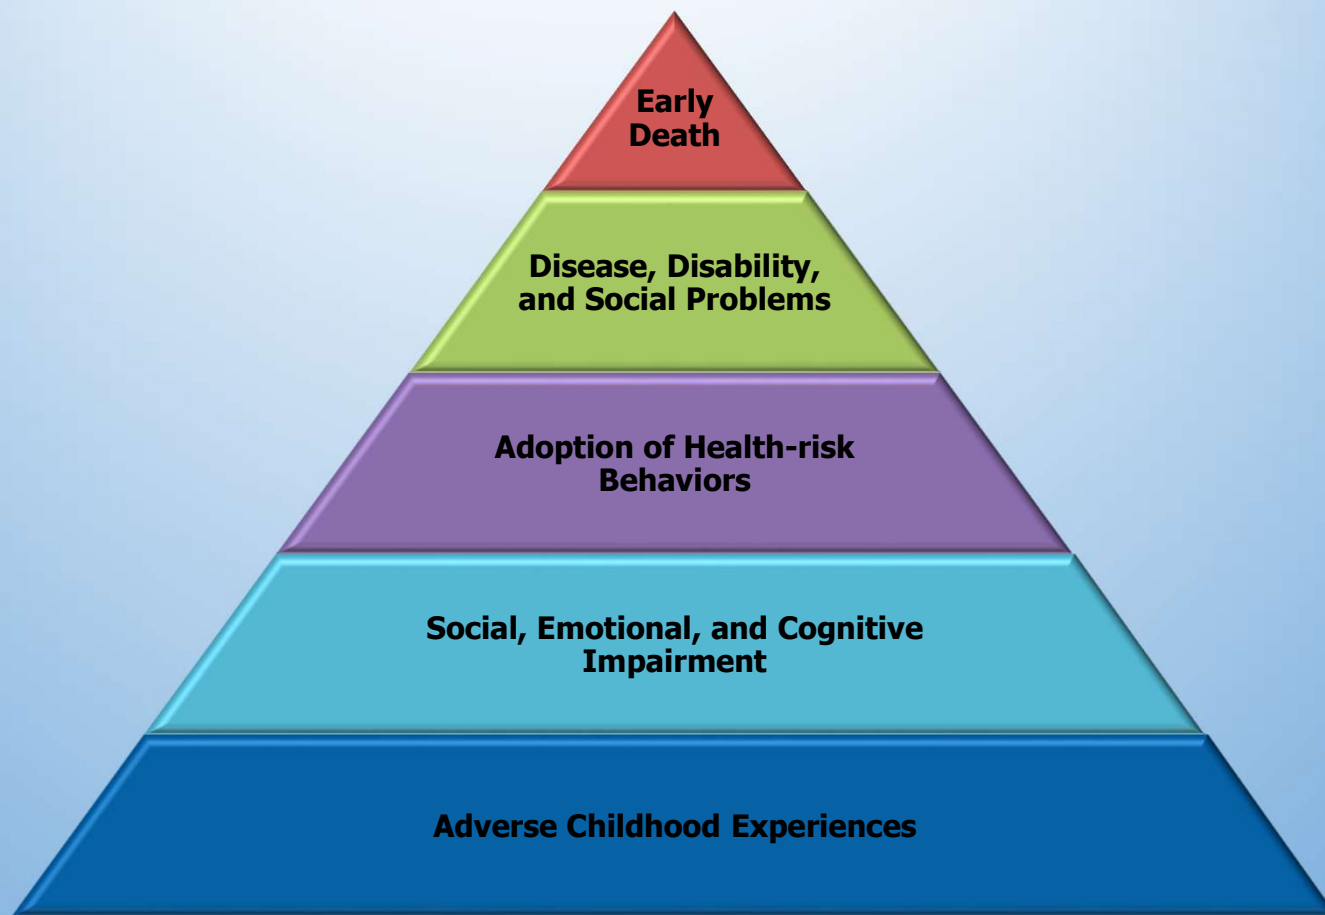 Early
Death
Disease, Disability,
and Social Problems
Adoption of Health-risk
Behaviors
Social, Emotional, and Cognitive
Impairment
Adverse Childhood Experiences